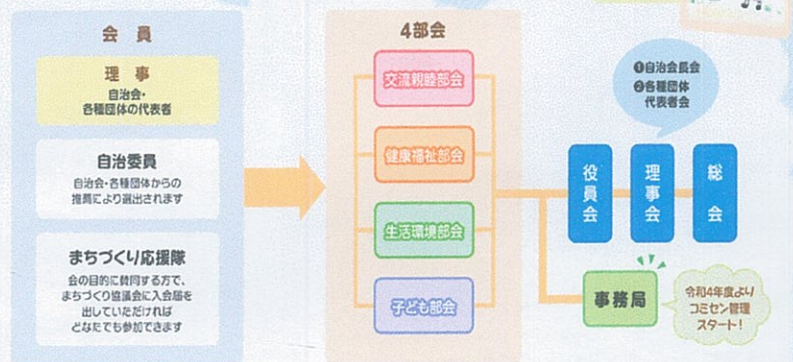 会 員
理 事
自治会・
各種団体の代表者
自治委員
自治会・各種団体からの
推薦により選出されます
まちづくり応援隊
会の目的に賛同する方で、
まちづくり協議会に入会届を
出していただければ
どなたでも参加できます
4部会
交流親睦部会
健康福祉部会
生活環境部会
子ども部会
❶自治会長会
❷各種団体
代表者会
役員会
理事会
総会
事務局
令和4年度より
コミセン管理
スタート!